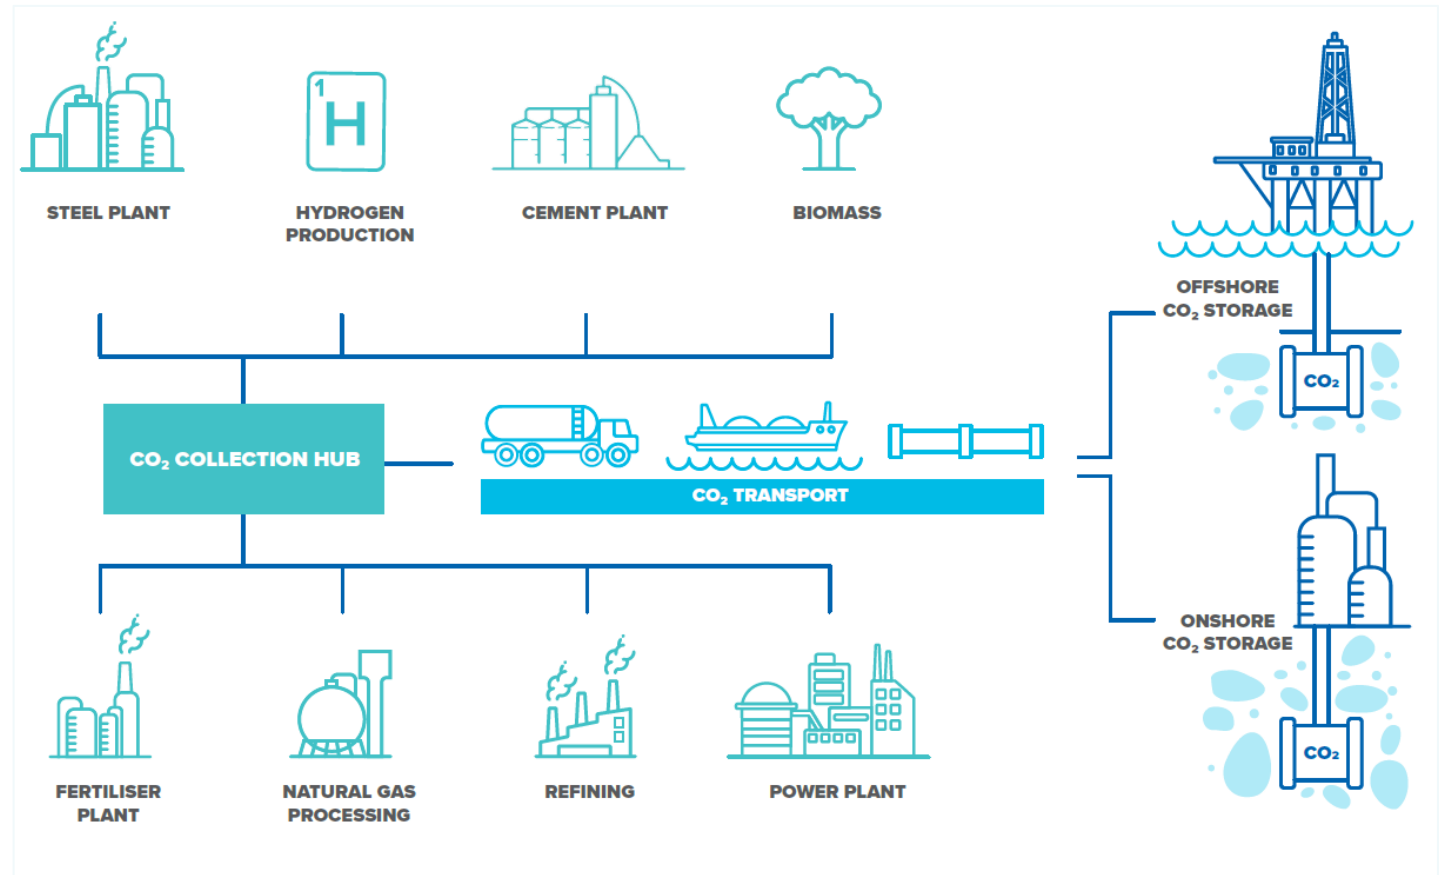 STEEL PLANT
HYDROGEN
PRODUCTION
CEMENT PLANT
BIOMASS
1
H
OFFSHORE
CO₂ STORAGE
CO₂
CO₂ COLLECTION HUB
CO₂ TRANSPORT
ONSHORE
CO₂ STORAGE
CO₂
FERTILISER
PLANT
NATURAL GAS
PROCESSING
REFINING
POWER PLANT